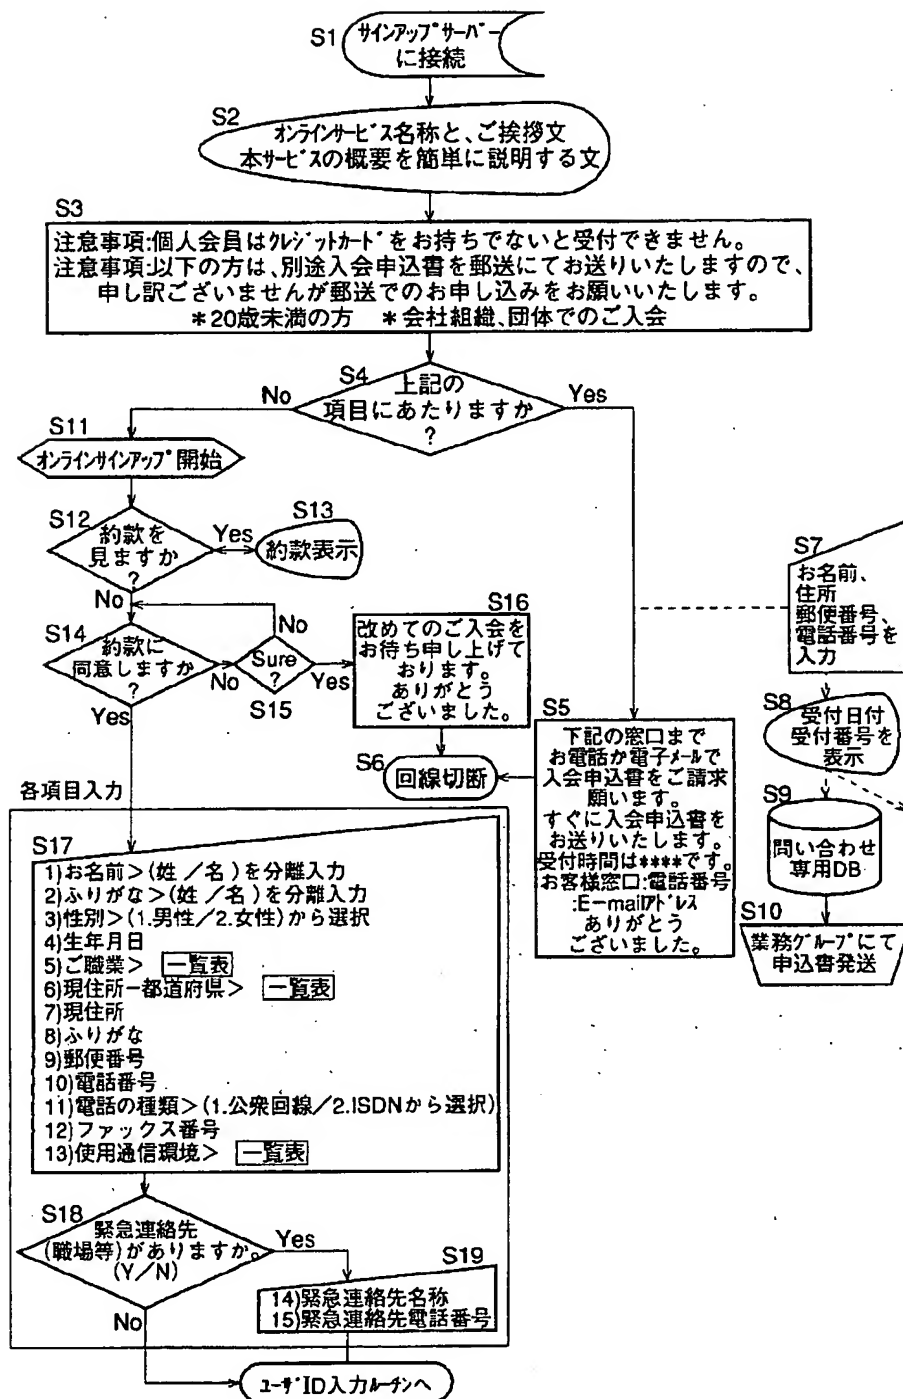 S1
サインアップサーバー
に接続
S2
オンラインサービス名称と、ご挨拶文
本サービスの概要を簡単に説明する文
S3
注意事項:個人会員はクレジットカードをお持ちでないと受付できません。
注意事項:以下の方は、別途入会申込書を郵送にてお送りいたしますので、
申し訳ございませんが郵送でのお申し込みをお願いいたします。
*20歳未満の方 *会社組織、団体でのご入会
S4
上記の
項目にあたりますか
?
No
Yes
S11
オンラインサインアップ開始
S12
約款を
見ますか
?
Yes
No
S13
約款表示
S14
約款に
同意しますか
?
No
Yes
S15
Sure
?
No
Yes
S16
改めてのご入会を
お待ち申し上げて
おります。
ありがとう
ございました。
S6
回線切断
S5
下記の窓口まで
お電話か電子メールで
入会申込書をご請求
願います。
すぐに入会申込書を
お送りいたします。
受付時間は****です。
お客様窓口:電話番号
:E-mailアドレス
ありがとう
ございました。
S7
お名前、
住所
郵便番号、
電話番号を
入力
S8
受付日付
受付番号を
表示
S9
問い合わせ
専用DB
S10
業務グループにて
申込書発送
各項目入力
S17
1)お名前>(姓/名)を分離入力
2)ふりがな>(姓/名)を分離入力
3)性別>(1.男性/2.女性)から選択
4)生年月日
5)ご職業> 一覧表
6)現住所-都道府県> 一覧表
7)現住所
8)ふりがな
9)郵便番号
10)電話番号
11)電話の種類>(1.公衆回線/2.ISDNから選択)
12)ファックス番号
13)使用通信環境> 一覧表
S18
緊急連絡先
(職場等)がありますか。
(Y/N)
Yes
No
S19
14)緊急連絡先名称
15)緊急連絡先電話番号
ユーザID入力ルーチンへ